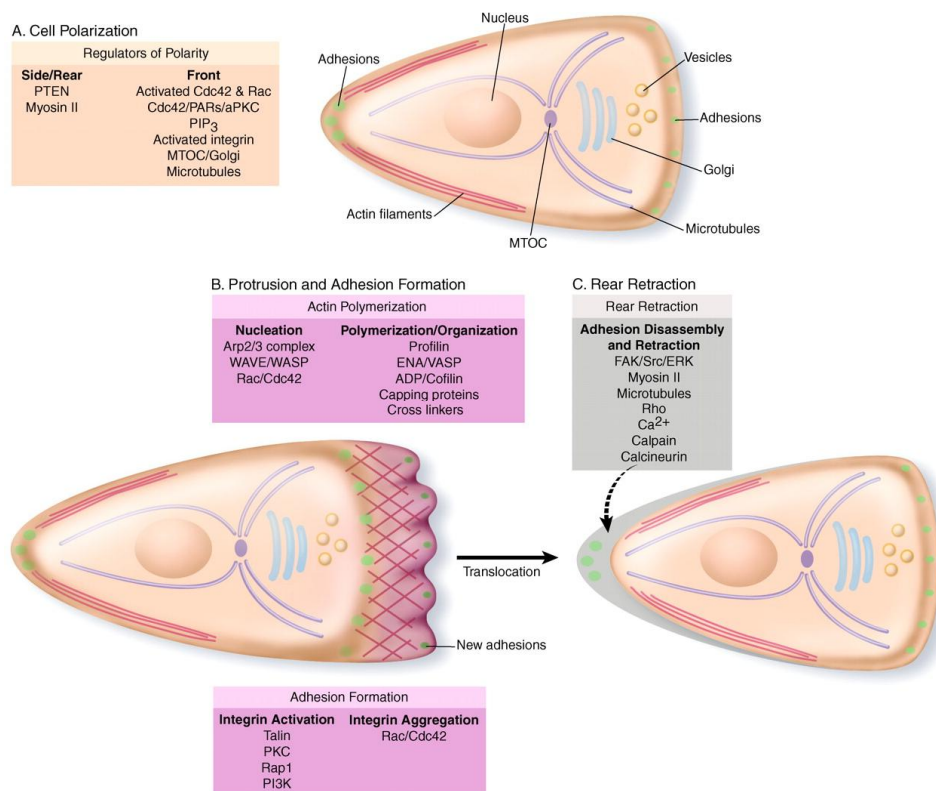 A. Cell Polarization
Regulators of Polarity
Side/Rear
PTEN
Myosin II
Front
Activated Cdc42 & Rac
Cdc42/PARs/aPKC
PIP3
Activated integrin
MTOC/Golgi
Microtubules
Adhesions
Nucleus
Vesicles
Adhesions
Golgi
Microtubules
MTOC
Actin filaments
B. Protrusion and Adhesion Formation
Actin Polymerization
Nucleation
Arp2/3 complex
WAVE/WASP
Rac/Cdc42
Polymerization/Organization
Profilin
ENA/VASP
ADP/Cofilin
Capping proteins
Cross linkers
C. Rear Retraction
Rear Retraction
Adhesion Disassembly
and Retraction
FAK/Src/ERK
Myosin II
Microtubules
Rho
Ca2+
Calpain
Calcineurin
Translocation
New adhesions
Adhesion Formation
Integrin Activation
Talin
PKC
Rap1
PI3K
Integrin Aggregation
Rac/Cdc42